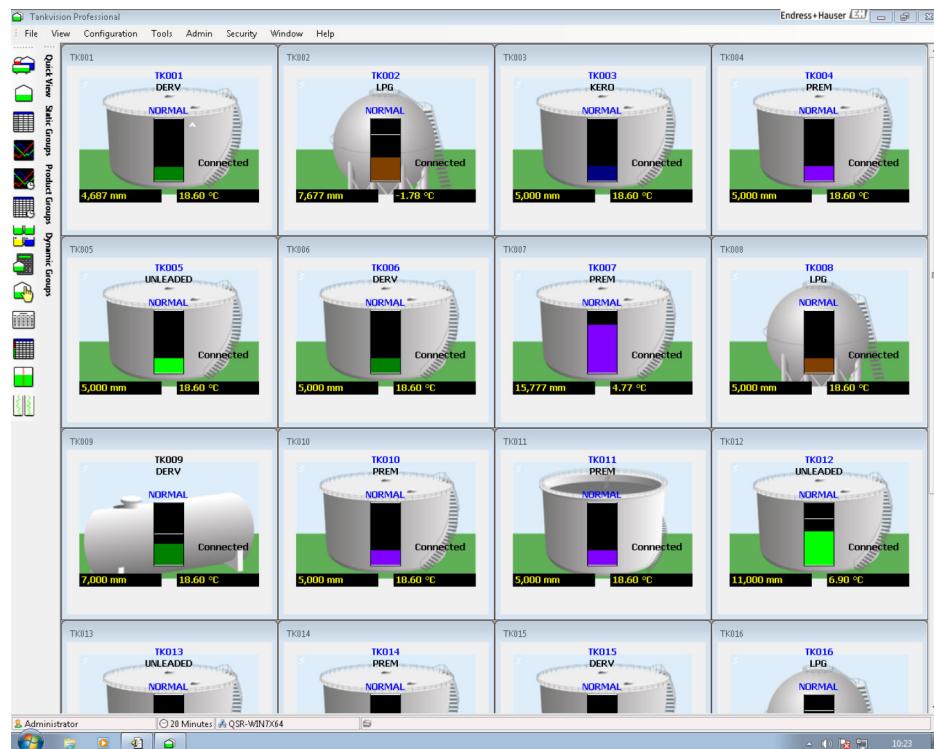 Tankvision Professional
Endress+Hauser EH
File View Configuration Tools Admin Security Window Help
Quick View Static Groups Product Groups Dynamic Groups
TK001 TK002 TK003 TK004
TK001 TK002 TK003 TK004
DERV LPG KERO PREM
NORMAL NORMAL NORMAL NORMAL
Connected Connected Connected Connected
4,687 mm 18.60 °C 7,677 mm -1.78 °C 5,000 mm 18.60 °C 5,000 mm 18.60 °C
TK005 TK006 TK007 TK008
TK005 TK006 TK007 TK008
UNLEADED DERV PREM LPG
NORMAL NORMAL NORMAL NORMAL
Connected Connected Connected Connected
5,000 mm 18.60 °C 5,000 mm 18.60 °C 15,777 mm 4.77 °C 5,000 mm 18.60 °C
TK009 TK010 TK011 TK012
TK009 TK010 TK011 TK012
DERV PREM PREM UNLEADED
NORMAL NORMAL NORMAL NORMAL
Connected Connected Connected Connected
7,000 mm 18.60 °C 5,000 mm 18.60 °C 5,000 mm 18.60 °C 11,000 mm 6.90 °C
TK013 TK014 TK015 TK016
TK013 TK014 TK015 TK016
UNLEADED PREM DERV LPG
NORMAL NORMAL NORMAL NORMAL
Administrator 20 Minutes QSR-WIN7X64
10:23